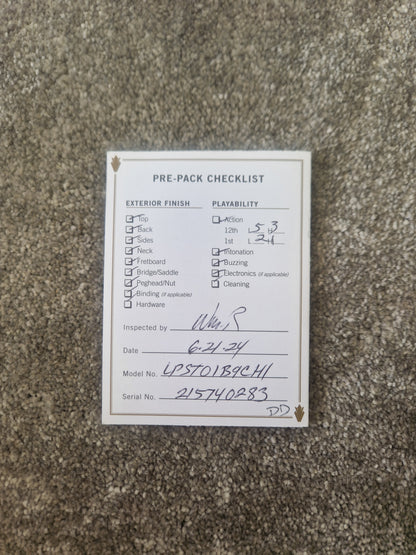 PRE-PACK CHECKLIST
EXTERIOR FINISH
Top
Back
Sides
Neck
Fretboard
Bridge/Saddle
Peghead/Nut
Binding (if applicable)
Hardware
PLAYABILITY
Action
12th L 5 H 3
1st L 2 H 1
Intonation
Buzzing
Electronics (if applicable)
Cleaning
Inspected by
Date 6-21-24
Model No. LPST01B9CH1
Serial No. 215740283
DD